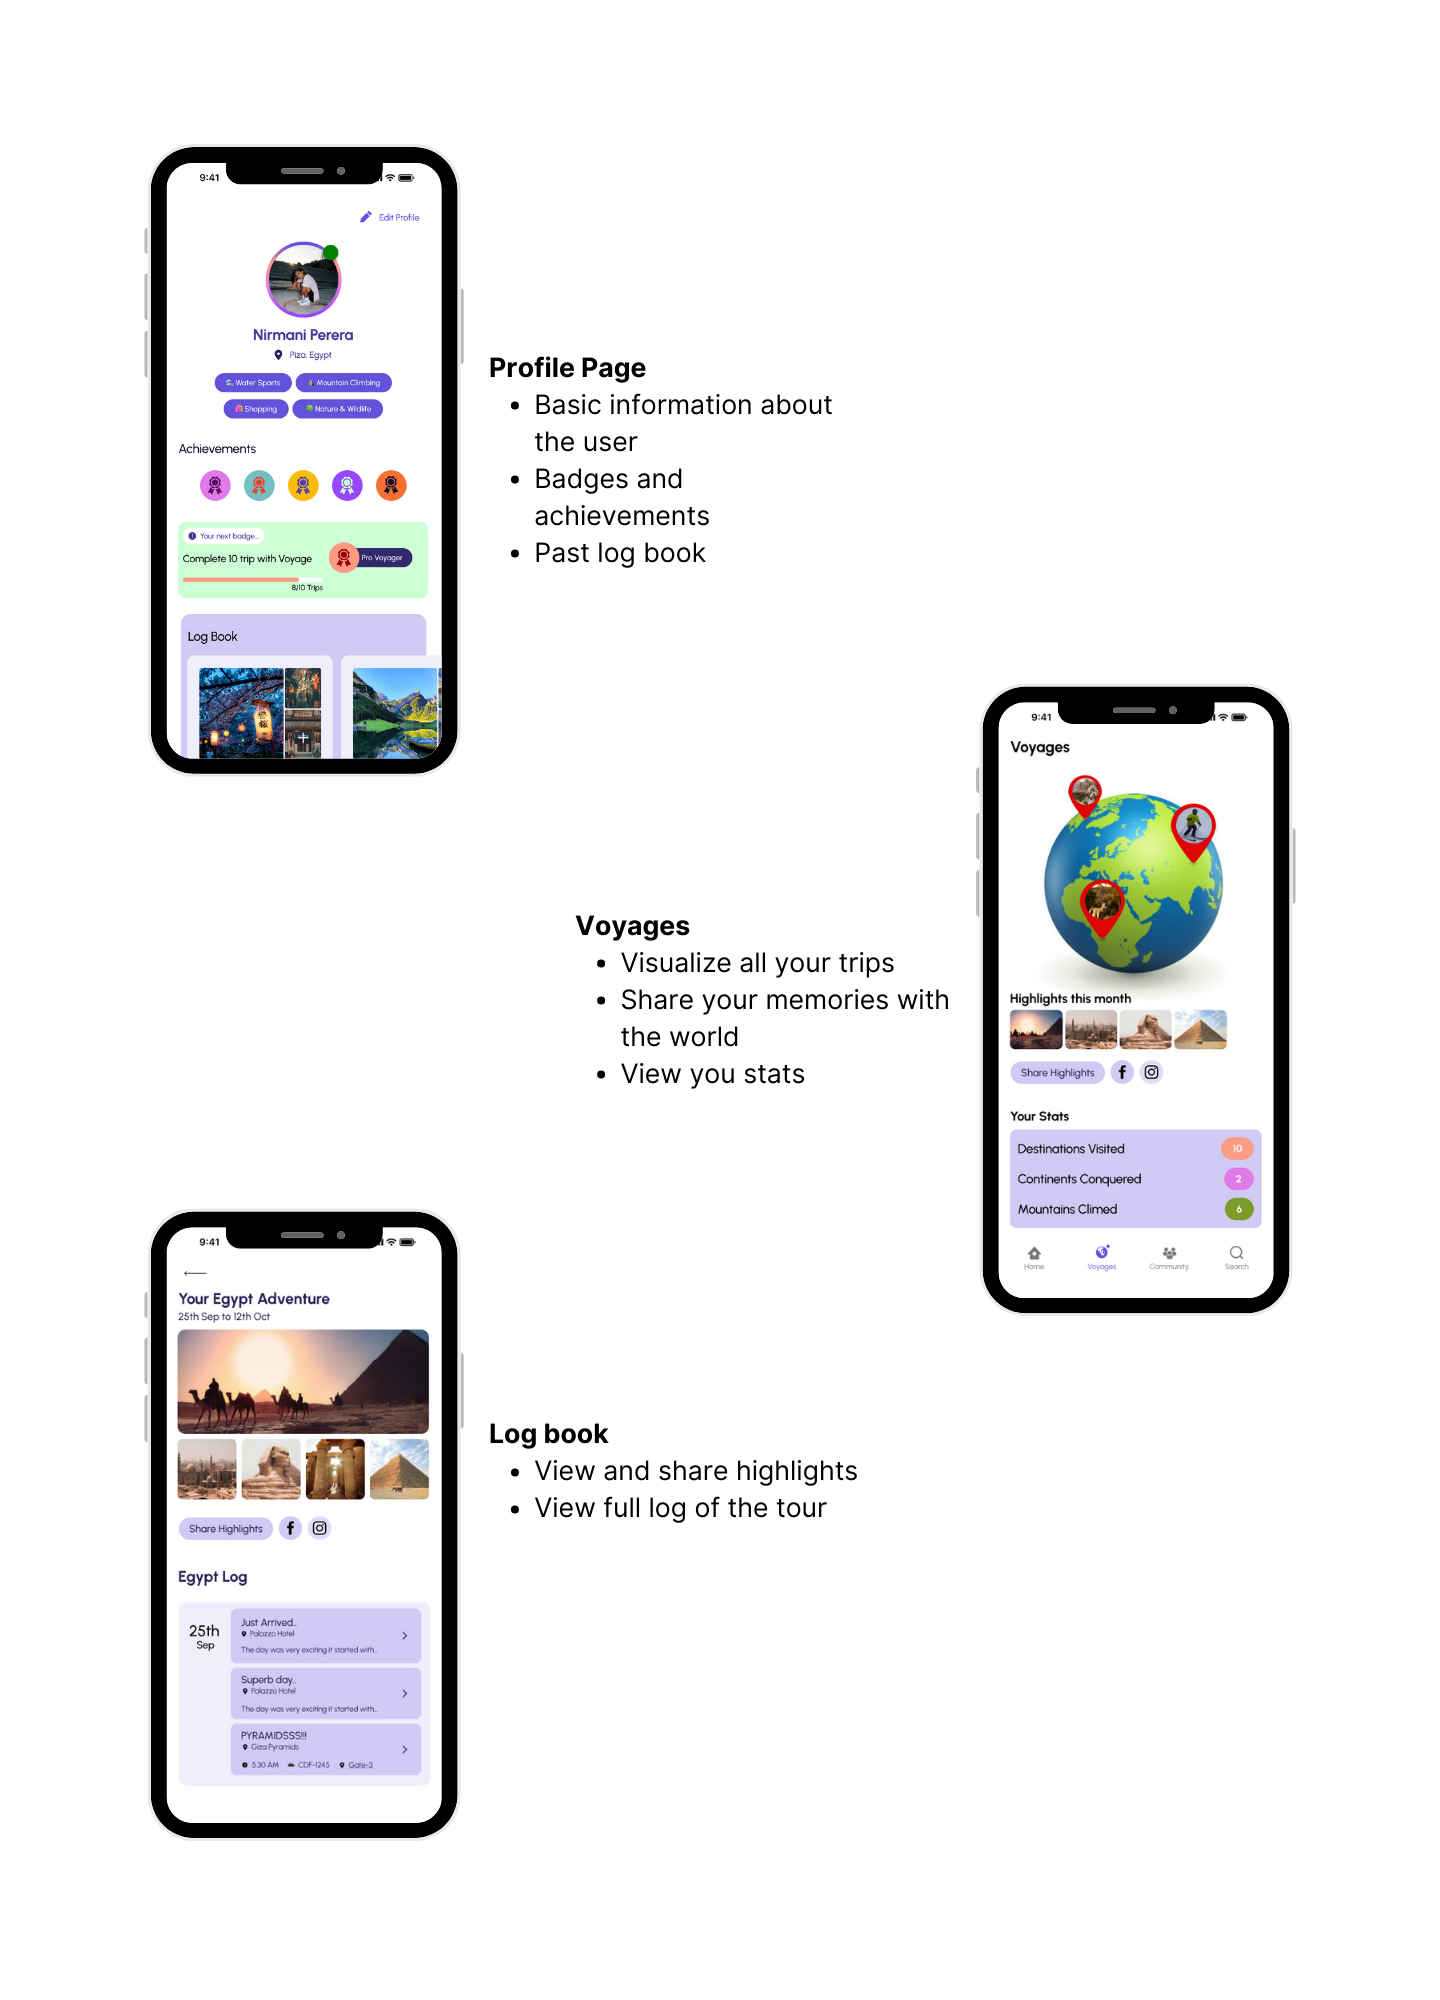 9:41
Edit Profile
Nirmani Perera
Piza, Egypt
Water Sports
Mountain Climbing
Shopping
Nature & Wildlife
Achievements
Your next badge...
Complete 10 trip with Voyage
Pro Voyager
8/10 Trips
Log Book
Profile Page
• Basic information about
the user
• Badges and
achievements
• Past log book
9:41
Voyages
Highlights this month
Share Highlights
Your Stats
Destinations Visited 10
Continents Conquered 2
Mountains Climed 6
Home
Voyages
Community
Search
Voyages
• Visualize all your trips
• Share your memories with
the world
• View you stats
9:41
Your Egypt Adventure
25th Sep to 12th Oct
Share Highlights
Egypt Log
25th
Sep
Just Arrived..
Palazzo Hotel
The day was very exciting it started with...
Superb day..
Palazzo Hotel
The day was very exciting it started with...
PYRAMIDSSS!!!
Giza Pyramids
5.30 AM CDF-1245 Gate-3
Log book
• View and share highlights
• View full log of the tour